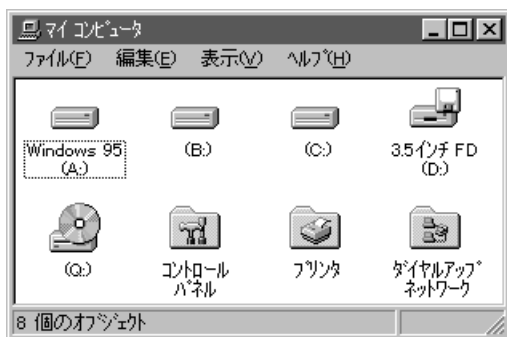 マイ コンピュータ
ファイル(F) 編集(E) 表示(V) ヘルプ(H)
Windows 95
(A:)
(B:)
(C:)
3.5インチ FD
(D:)
(Q:)
コントロール
パネル
プリンタ
ダイヤルアップ
ネットワーク
8 個のオブジェクト